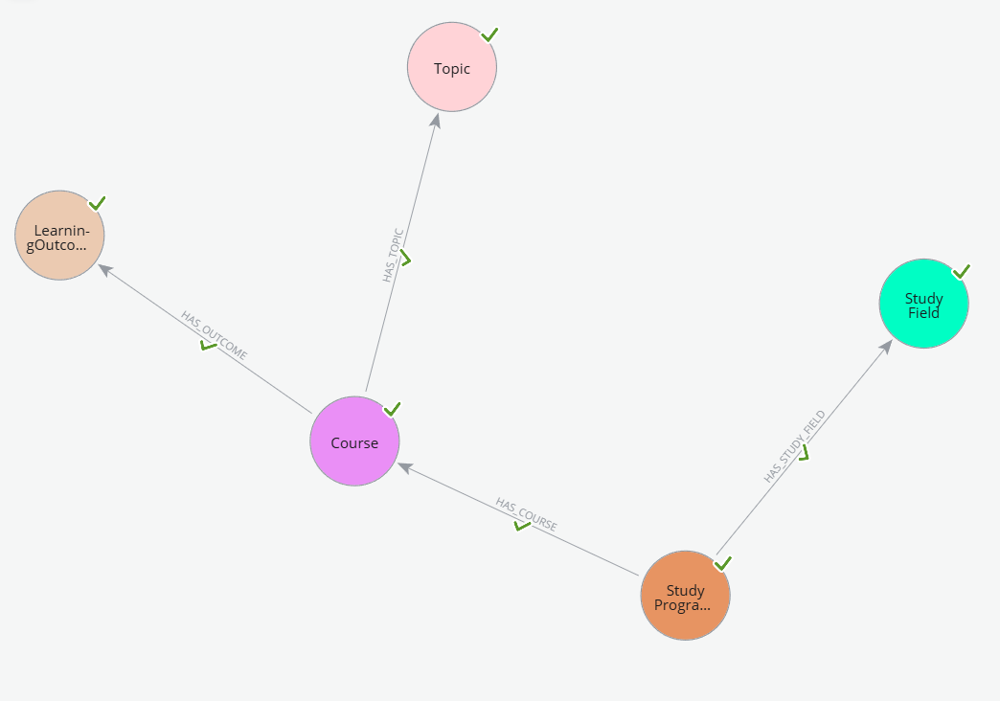 Topic
HAS_TOPIC
Learnin-
gOutco...
HAS_OUTCOME
Study
Field
HAS_STUDY_FIELD
Course
HAS_COURSE
Study
Progra...